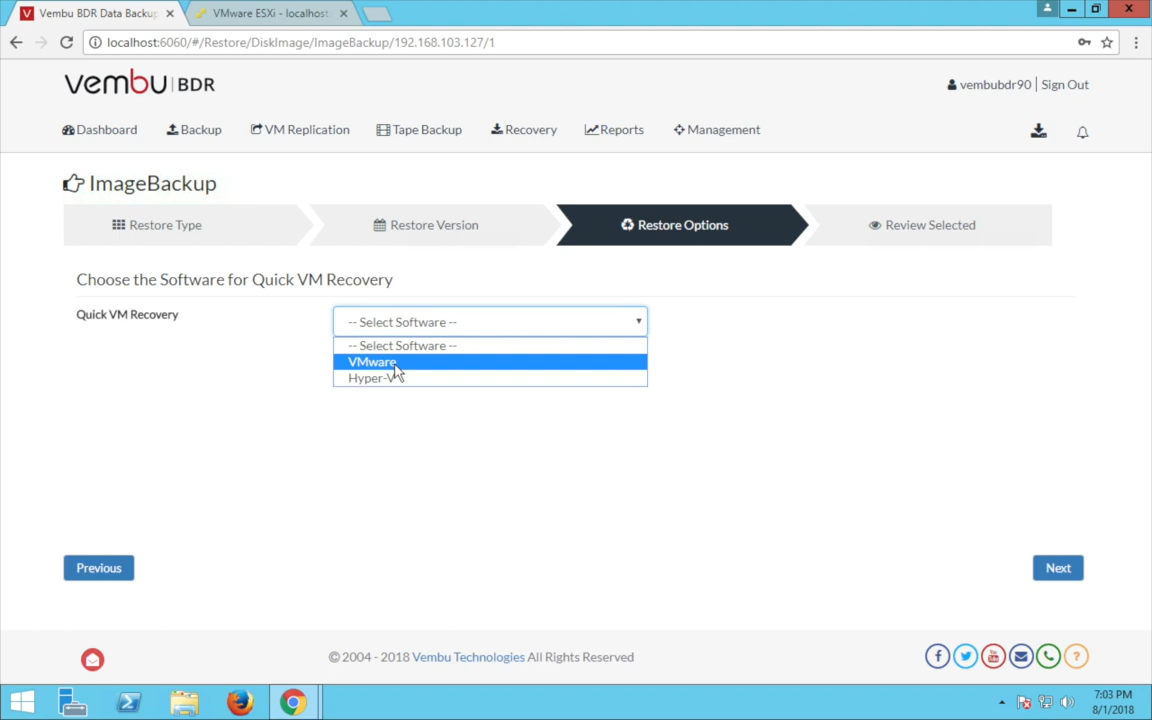 Vembu BDR Data Backup
VMware ESXi - localhost.
localhost:6060/#/Restore/DiskImage/ImageBackup/192.168.103.127/1
vembu BDR
vembubdr90 | Sign Out
Dashboard
Backup
VM Replication
Tape Backup
Recovery
Reports
Management
ImageBackup
Restore Type
Restore Version
Restore Options
Review Selected
Choose the Software for Quick VM Recovery
Quick VM Recovery
-- Select Software --
-- Select Software --
VMware
Hyper-V
Previous
Next
© 2004 - 2018 Vembu Technologies All Rights Reserved
7:03 PM
8/1/2018